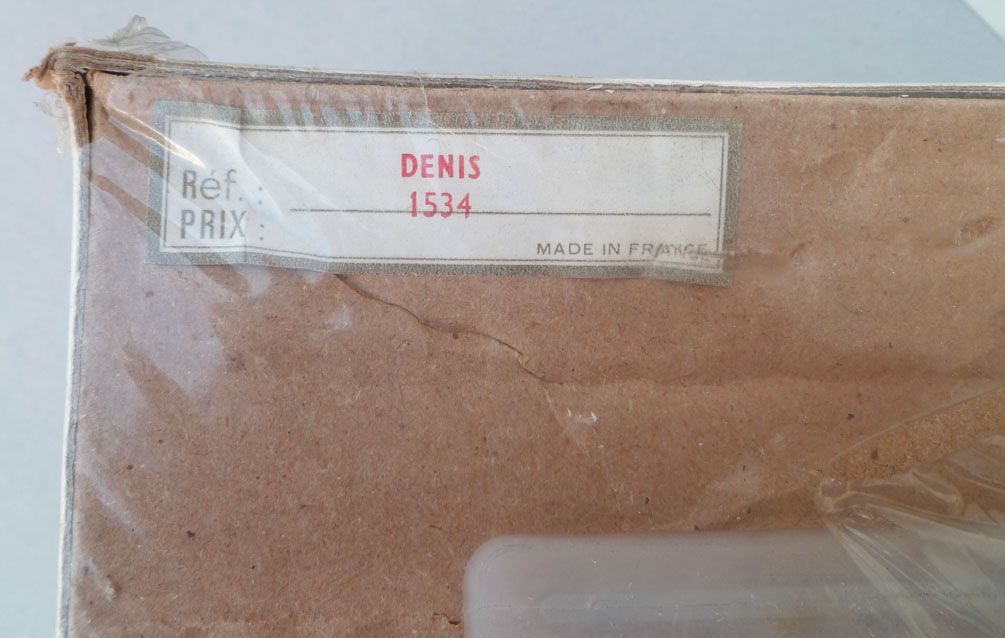 DENIS
Réf. : 1534
PRIX :
MADE IN FRANCE